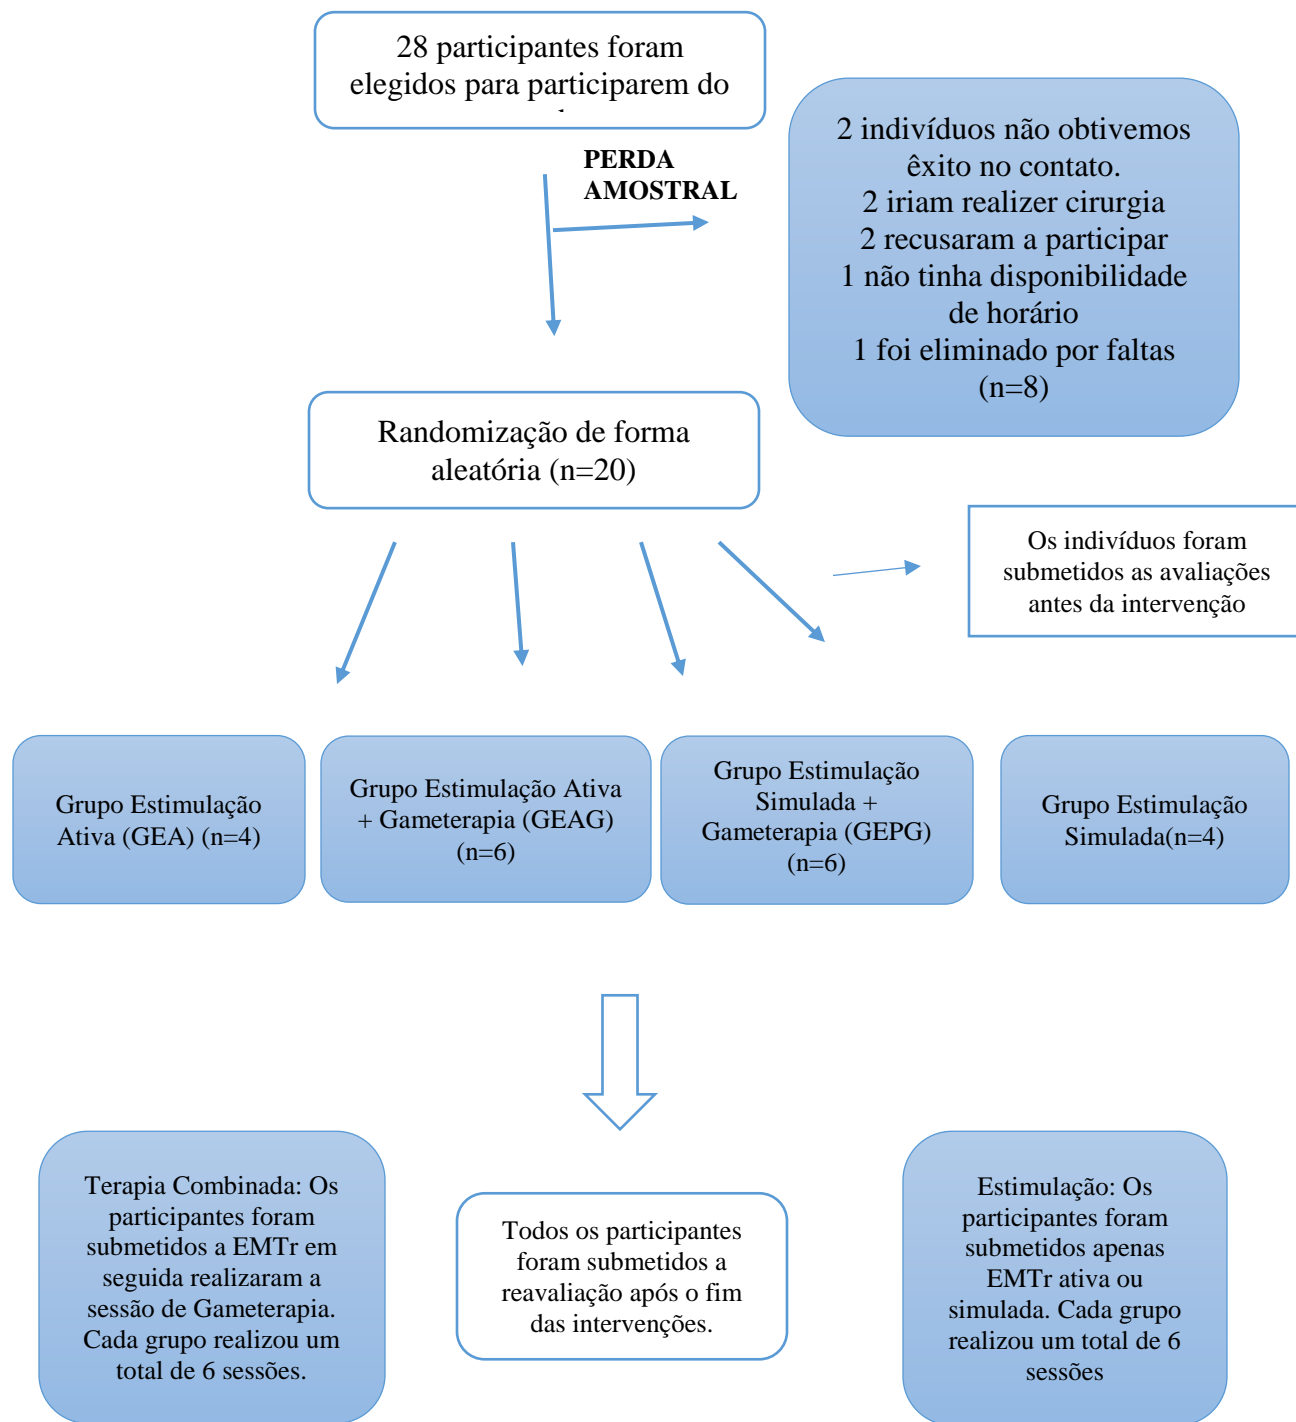 28 participantes foram
elegidos para participarem do
PERDA
AMOSTRAL
2 indivíduos não obtivemos
êxito no contato.
2 iriam realizer cirurgia
2 recusaram a participar
1 não tinha disponibilidade
de horário
1 foi eliminado por faltas
(n=8)
Randomização de forma
aleatória (n=20)
Os indivíduos foram
submetidos as avaliações
antes da intervenção
Grupo Estimulação
Ativa (GEA) (n=4)
Grupo Estimulação Ativa
+ Gameterapia (GEAG)
(n=6)
Grupo Estimulação
Simulada +
Gameterapia (GEPG)
(n=6)
Grupo Estimulação
Simulada(n=4)
Terapia Combinada: Os
participantes foram
submetidos a EMTr em
seguida realizaram a
sessão de Gameterapia.
Cada grupo realizou um
total de 6 sessões.
Todos os participantes
foram submetidos a
reavaliação após o fim
das intervenções.
Estimulação: Os
participantes foram
submetidos apenas
EMTr ativa ou
simulada. Cada grupo
realizou um total de 6
sessões